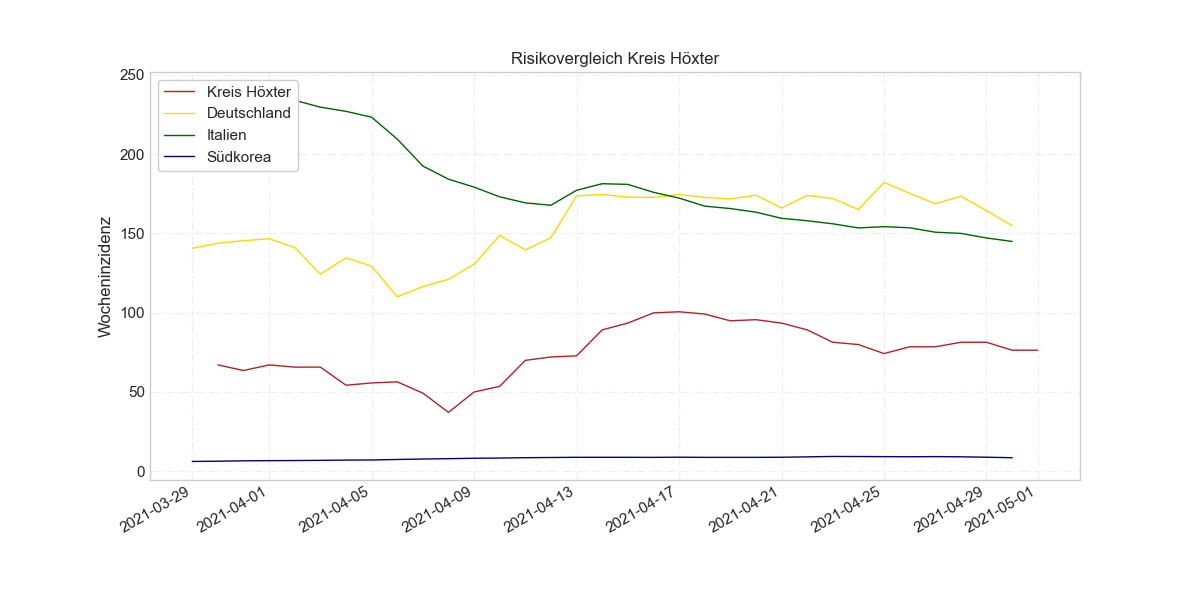 Risikovergleich Kreis Höxter
Wocheninzidenz
250
200
150
100
50
0
Kreis Höxter
Deutschland
Italien
Südkorea
2021-03-29
2021-04-01
2021-04-05
2021-04-09
2021-04-13
2021-04-17
2021-04-21
2021-04-25
2021-04-29
2021-05-01